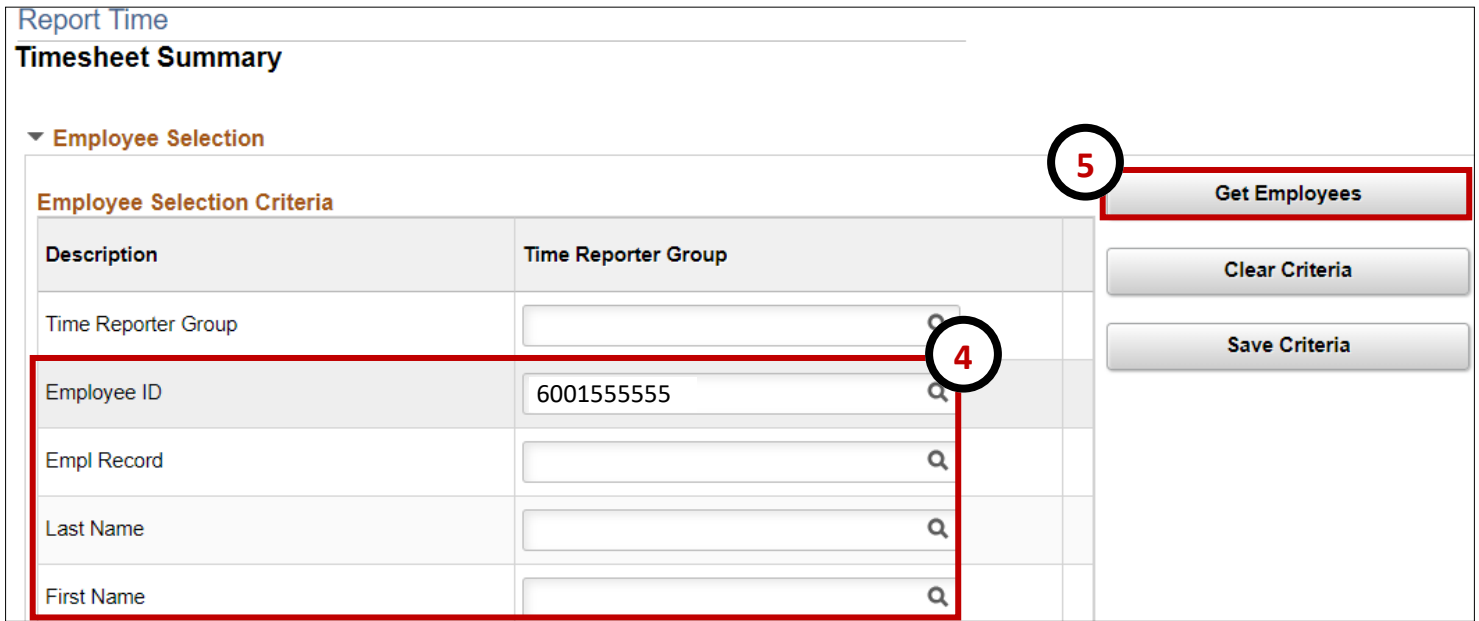 Report Time
Timesheet Summary
Employee Selection
5
Get Employees
Employee Selection Criteria
Description Time Reporter Group
Clear Criteria
Time Reporter Group
Save Criteria
4
Employee ID 6001555555
Empl Record
Last Name
First Name